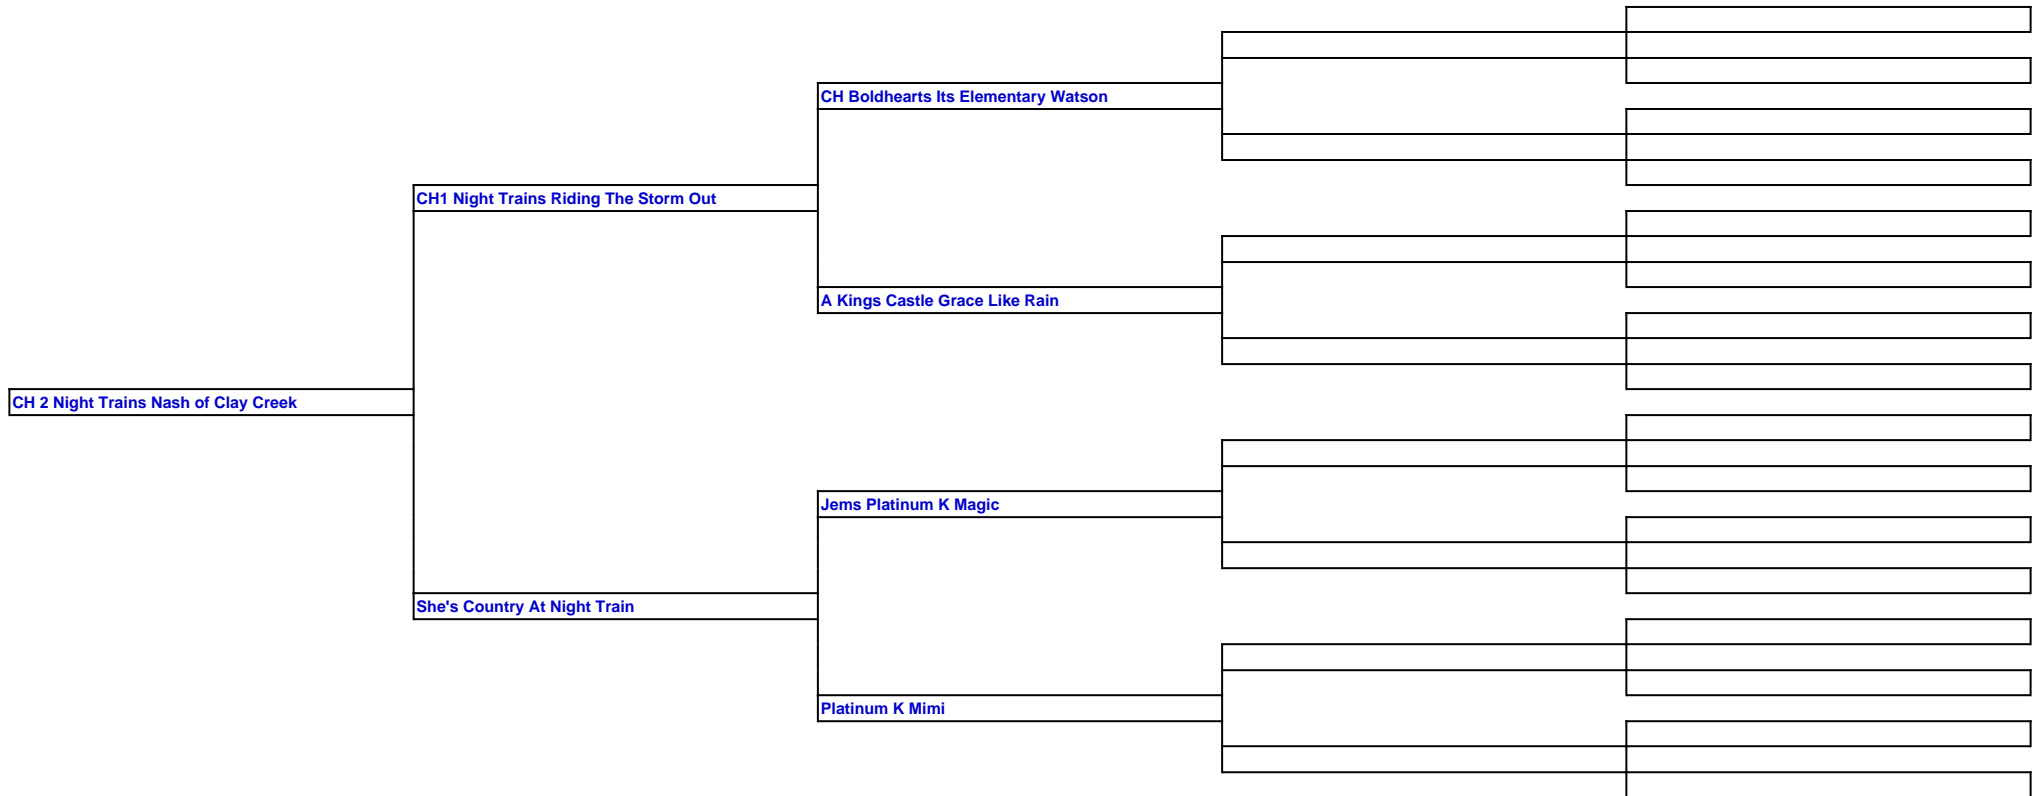 CH Boldhearts Its Elementary Watson
CH1 Night Trains Riding The Storm Out
A Kings Castle Grace Like Rain
CH 2 Night Trains Nash of Clay Creek
Jems Platinum K Magic
She's Country At Night Train
Platinum K Mimi